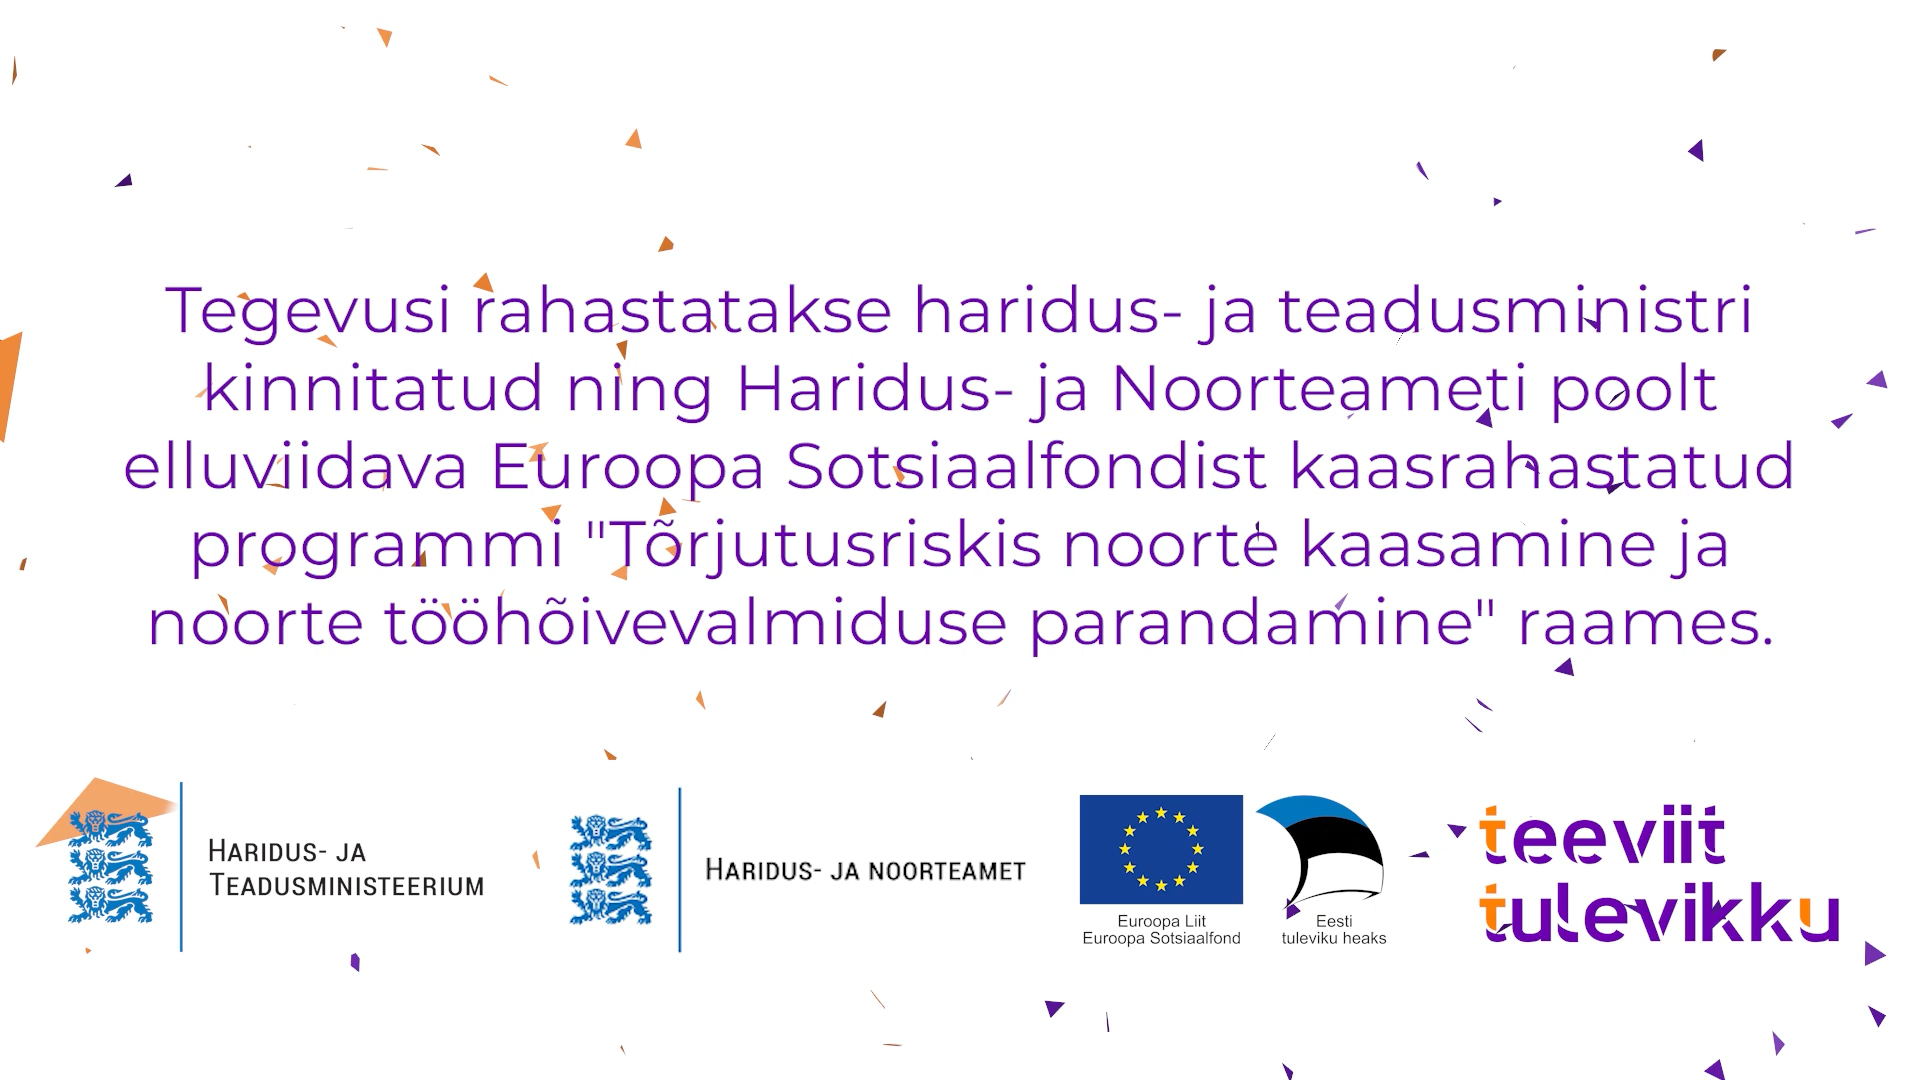 Tegevusi rahastatakse haridus- ja teadusministri
kinnitatud ning Haridus- ja Noorteameti poolt
elluviidava Euroopa Sotsiaalfondist kaasrahastatud
programmi "Tõrjutusriskis noorte kaasamine ja
noorte tööhõivevalmiduse parandamine" raames.
HARIDUS- JA
TEADUSMINISTEERIUM
HARIDUS- JA NOORTEAMET
Euroopa Liit
Euroopa Sotsiaalfond
Eesti
tuleviku heaks
teeviit
tulevikku